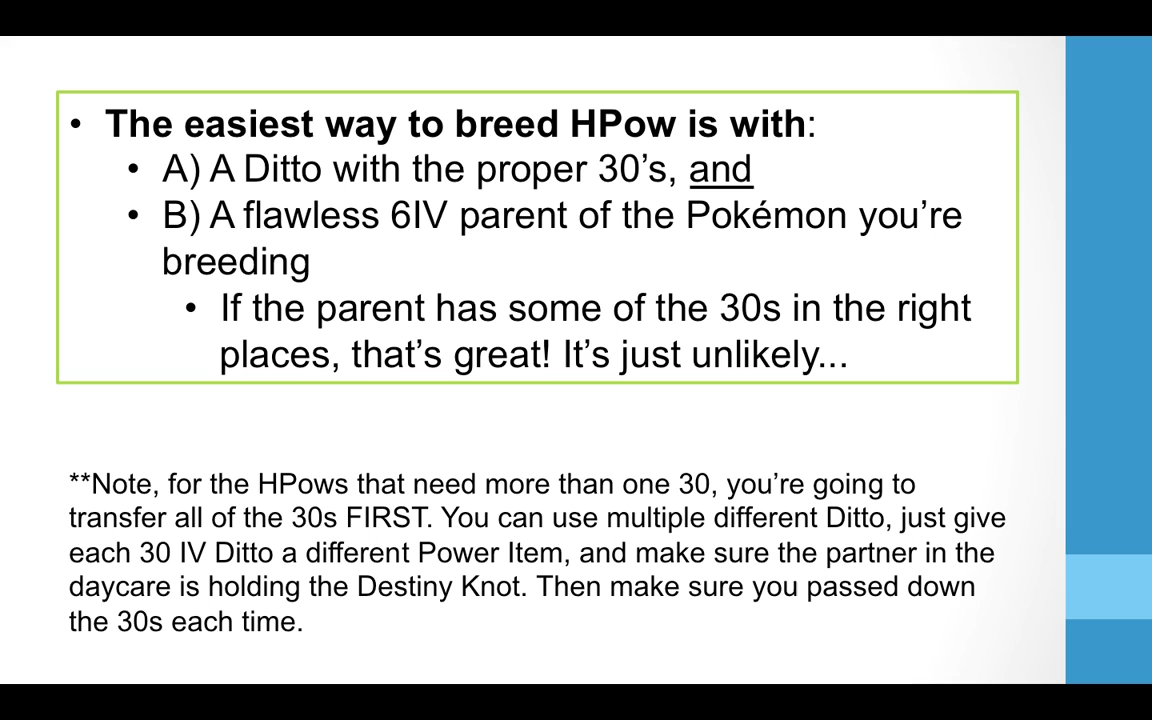 • The easiest way to breed HPow is with:
• A) A Ditto with the proper 30's, and
• B) A flawless 6IV parent of the Pokémon you're
breeding
• If the parent has some of the 30s in the right
places, that's great! It's just unlikely...
**Note, for the HPows that need more than one 30, you're going to
transfer all of the 30s FIRST. You can use multiple different Ditto, just give
each 30 IV Ditto a different Power Item, and make sure the partner in the
daycare is holding the Destiny Knot. Then make sure you passed down
the 30s each time.